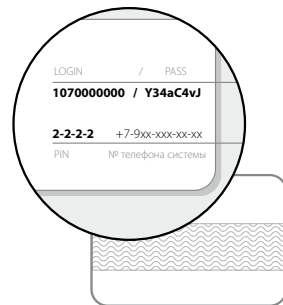 LOGIN / PASS
1070000000 / Y34aC4vJ
2-2-2-2 +7-9xx-xxx-xx-xx
PIN № телефона системы